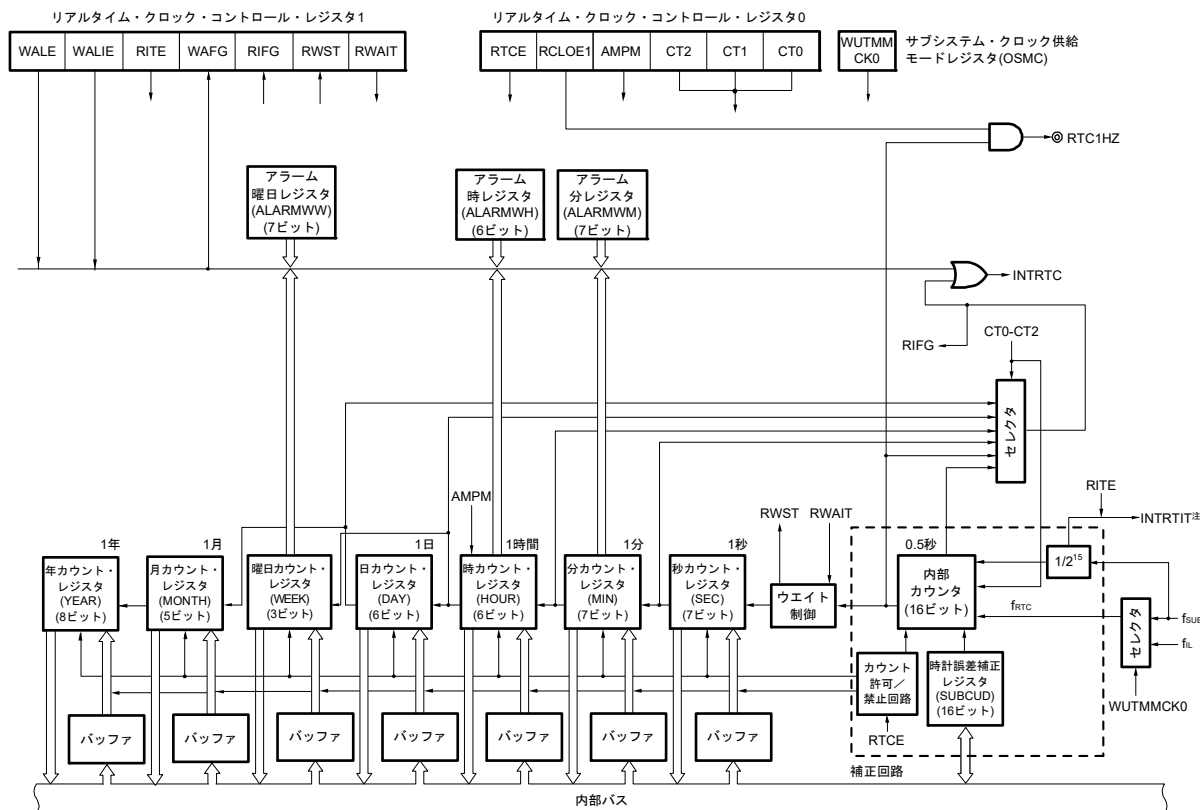 リアルタイム・クロック・コントロール・レジスタ1
WALE WALIE RITE WAFG RIFG RWST RWAIT
リアルタイム・クロック・コントロール・レジスタ0
RTCE RCLOE1 AMPM CT2 CT1 CT0
WUTMM
CK0
サブシステム・クロック供給
モードレジスタ(OSMC)
RTC1HZ
アラーム
曜日レジスタ
(ALARMWW)
(7ビット)
アラーム
時レジスタ
(ALARMWH)
(6ビット)
アラーム
分レジスタ
(ALARMWM)
(7ビット)
INTRTC
RIFG
CT0-CT2
セレクタ
RITE
INTRTIT注
AMPM
RWST
RWAIT
1年
年カウント・
レジスタ
(YEAR)
(8ビット)
1月
月カウント・
レジスタ
(MONTH)
(5ビット)
曜日カウント・
レジスタ
(WEEK)
(3ビット)
1日
日カウント・
レジスタ
(DAY)
(6ビット)
1時間
時カウント・
レジスタ
(HOUR)
(6ビット)
1分
分カウント・
レジスタ
(MIN)
(7ビット)
1秒
秒カウント・
レジスタ
(SEC)
(7ビット)
ウエイト
制御
0.5秒
内部
カウンタ
(16ビット)
1/2¹⁵
fRTC
セレクタ
fSUB
fIL
WUTMMCK0
カウント
許可/
禁止回路
時計誤差補正
レジスタ
(SUBCUD)
(16ビット)
RTCE
補正回路
バッファ バッファ バッファ バッファ バッファ バッファ バッファ
内部バス